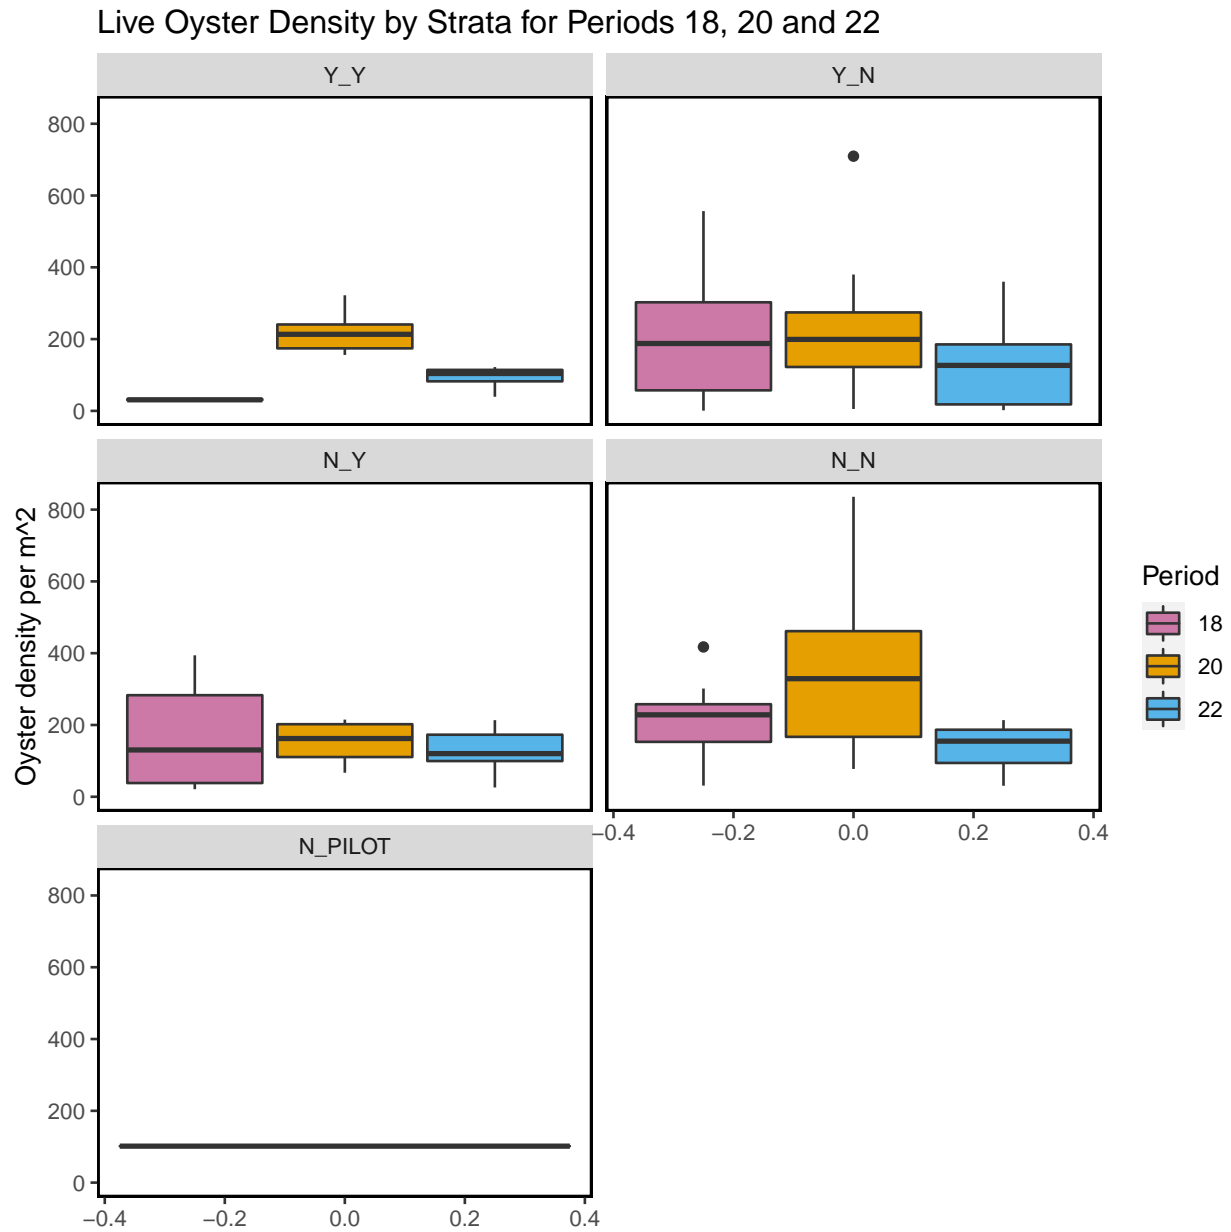 Live Oyster Density by Strata for Periods 18, 20 and 22
Y_Y
Y_N
800
600
400
200
0
N_Y
N_N
Oyster density per m^2
800
600
400
200
0
−0.4 −0.2 0.0 0.2 0.4
N_PILOT
800
600
400
200
0
−0.4 −0.2 0.0 0.2 0.4
Period
18
20
22